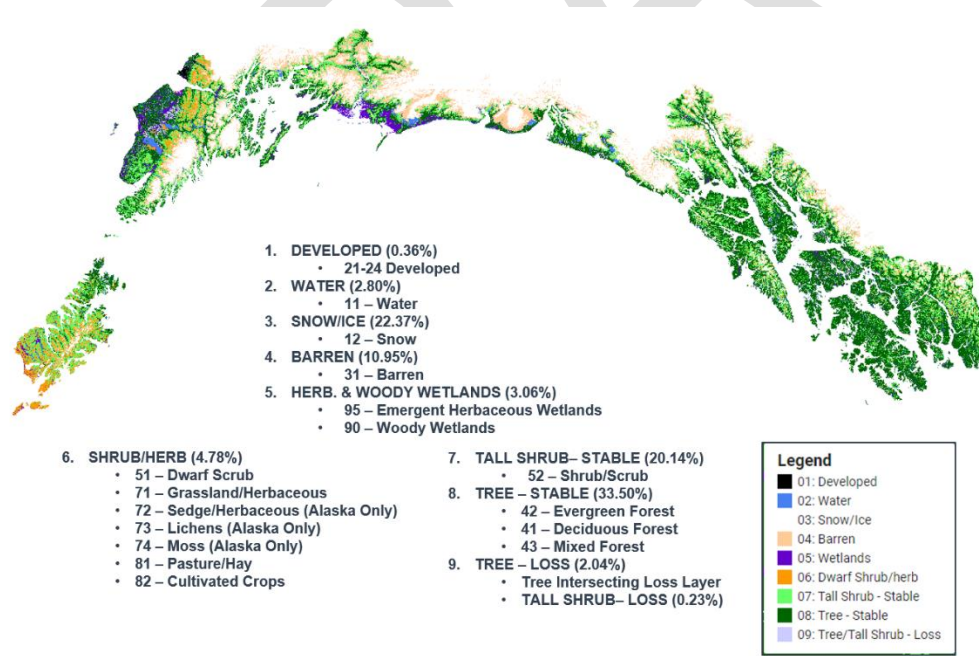 1. DEVELOPED (0.36%)
• 21-24 Developed
2. WATER (2.80%)
• 11 – Water
3. SNOW/ICE (22.37%)
• 12 – Snow
4. BARREN (10.95%)
• 31 – Barren
5. HERB. & WOODY WETLANDS (3.06%)
• 95 – Emergent Herbaceous Wetlands
• 90 – Woody Wetlands
6. SHRUB/HERB (4.78%)
• 51 – Dwarf Scrub
• 71 – Grassland/Herbaceous
• 72 – Sedge/Herbaceous (Alaska Only)
• 73 – Lichens (Alaska Only)
• 74 – Moss (Alaska Only)
• 81 – Pasture/Hay
• 82 – Cultivated Crops
7. TALL SHRUB– STABLE (20.14%)
• 52 – Shrub/Scrub
8. TREE – STABLE (33.50%)
• 42 – Evergreen Forest
• 41 – Deciduous Forest
• 43 – Mixed Forest
9. TREE – LOSS (2.04%)
• Tree Intersecting Loss Layer
• TALL SHRUB– LOSS (0.23%)
Legend
01: Developed
02: Water
03: Snow/Ice
04: Barren
05: Wetlands
06: Dwarf Shrub/herb
07: Tall Shrub - Stable
08: Tree - Stable
09: Tree/Tall Shrub - Loss